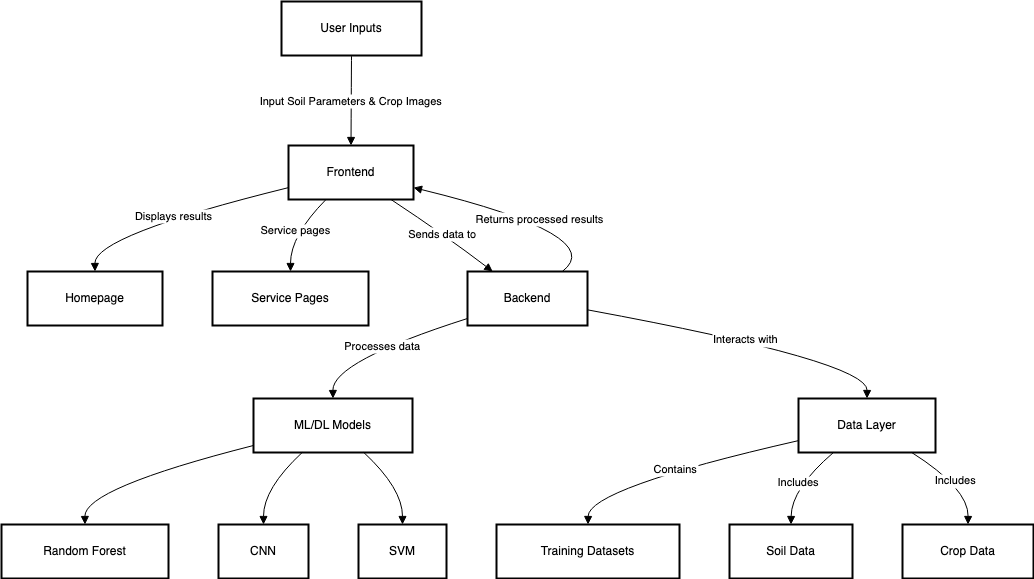 User Inputs
Input Soil Parameters & Crop Images
Frontend
Displays results
Service pages
Sends data to
Returns processed results
Homepage
Service Pages
Backend
Processes data
Interacts with
ML/DL Models
Data Layer
Contains
Includes
Includes
Random Forest
CNN
SVM
Training Datasets
Soil Data
Crop Data